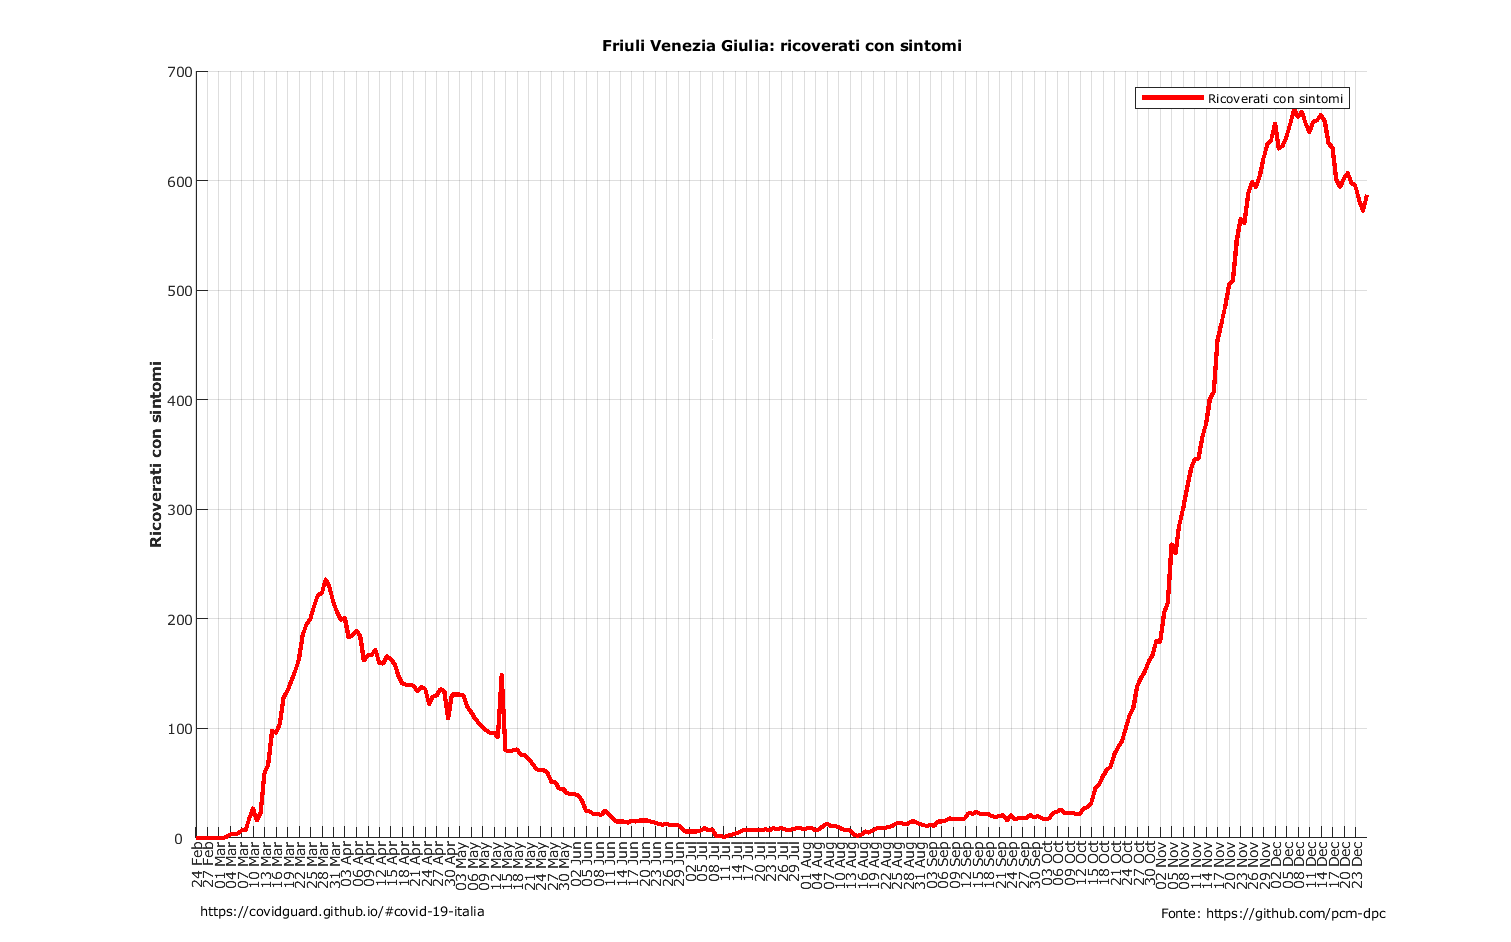 Friuli Venezia Giulia: ricoverati con sintomi
Ricoverati con sintomi
Ricoverati con sintomi
700
600
500
400
300
200
100
0
24 Feb
27 Feb
01 Mar
04 Mar
07 Mar
10 Mar
13 Mar
16 Mar
19 Mar
22 Mar
25 Mar
28 Mar
31 Mar
03 Apr
06 Apr
09 Apr
12 Apr
15 Apr
18 Apr
21 Apr
24 Apr
27 Apr
30 Apr
03 May
06 May
09 May
12 May
15 May
18 May
21 May
24 May
27 May
30 May
02 Jun
05 Jun
08 Jun
11 Jun
14 Jun
17 Jun
20 Jun
23 Jun
26 Jun
29 Jun
02 Jul
05 Jul
08 Jul
11 Jul
14 Jul
17 Jul
20 Jul
23 Jul
26 Jul
29 Jul
01 Aug
04 Aug
07 Aug
10 Aug
13 Aug
16 Aug
19 Aug
22 Aug
25 Aug
28 Aug
31 Aug
03 Sep
06 Sep
09 Sep
12 Sep
15 Sep
18 Sep
21 Sep
24 Sep
27 Sep
30 Sep
03 Oct
06 Oct
09 Oct
12 Oct
15 Oct
18 Oct
21 Oct
24 Oct
27 Oct
30 Oct
02 Nov
05 Nov
08 Nov
11 Nov
14 Nov
17 Nov
20 Nov
23 Nov
26 Nov
29 Nov
02 Dec
05 Dec
08 Dec
11 Dec
14 Dec
17 Dec
20 Dec
23 Dec
https://covidguard.github.io/#covid-19-italia
Fonte: https://github.com/pcm-dpc